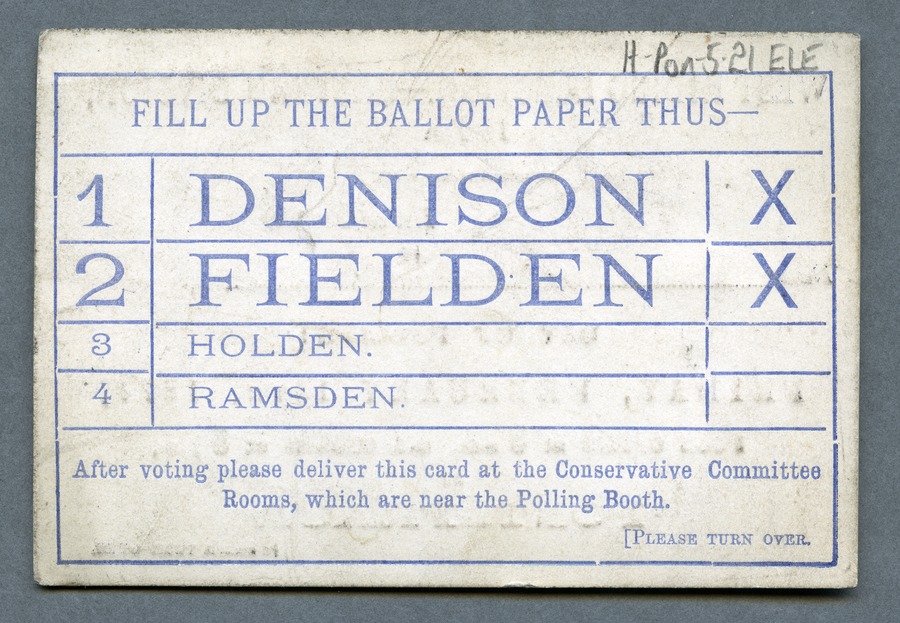 H-Pon-5-21 ELE
FILL UP THE BALLOT PAPER THUS—
1 DENISON X
2 FIELDEN X
3 HOLDEN.
4 RAMSDEN.
After voting please deliver this card at the Conservative Committee
Rooms, which are near the Polling Booth.
[PLEASE TURN OVER.